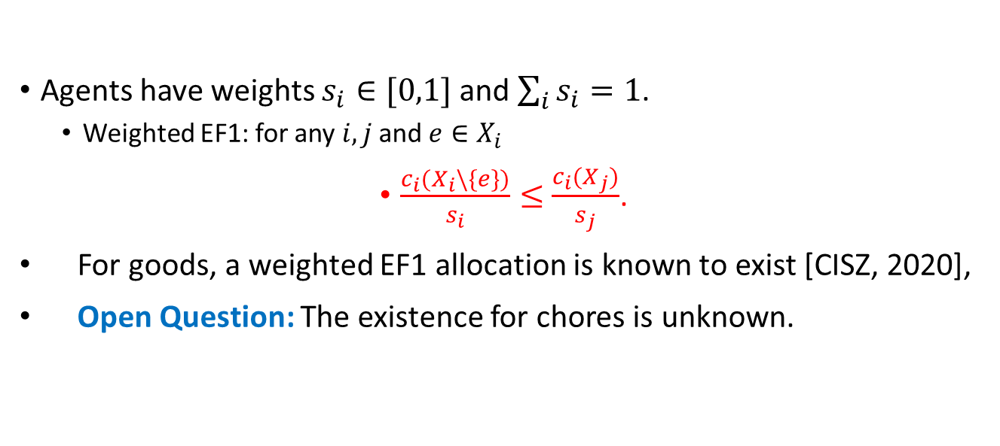 • Agents have weights $s_i \in [0,1]$ and $\sum_i s_i = 1$.
• Weighted EF1: for any $i, j$ and $e \in X_i$
• $\frac{c_i(X_i \backslash \{e\})}{s_i} \leq \frac{c_i(X_j)}{s_j}$.
• For goods, a weighted EF1 allocation is known to exist [CISZ, 2020],
• Open Question: The existence for chores is unknown.